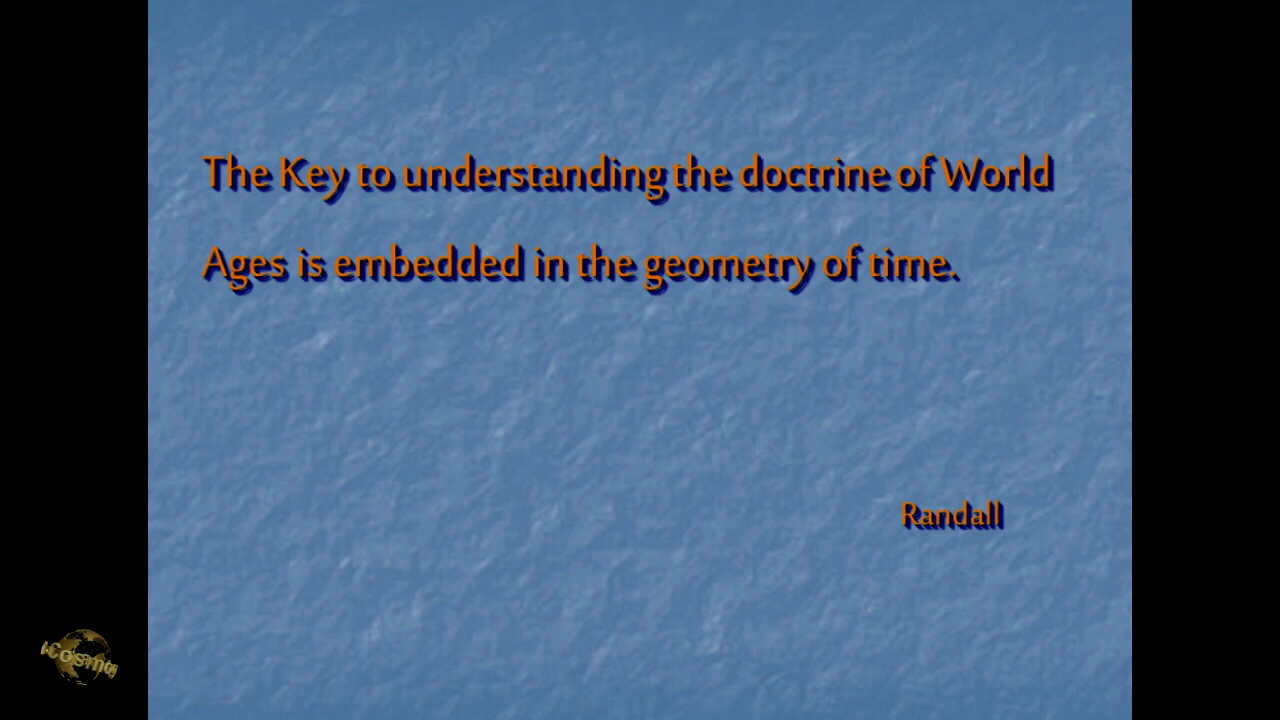 The Key to understanding the doctrine of World
Ages is embedded in the geometry of time.
Randall